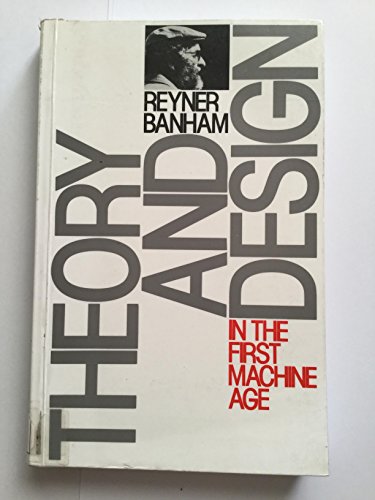 REYNER
BANHAM
THEORY
AND
DESIGN
IN THE
FIRST
MACHINE
AGE